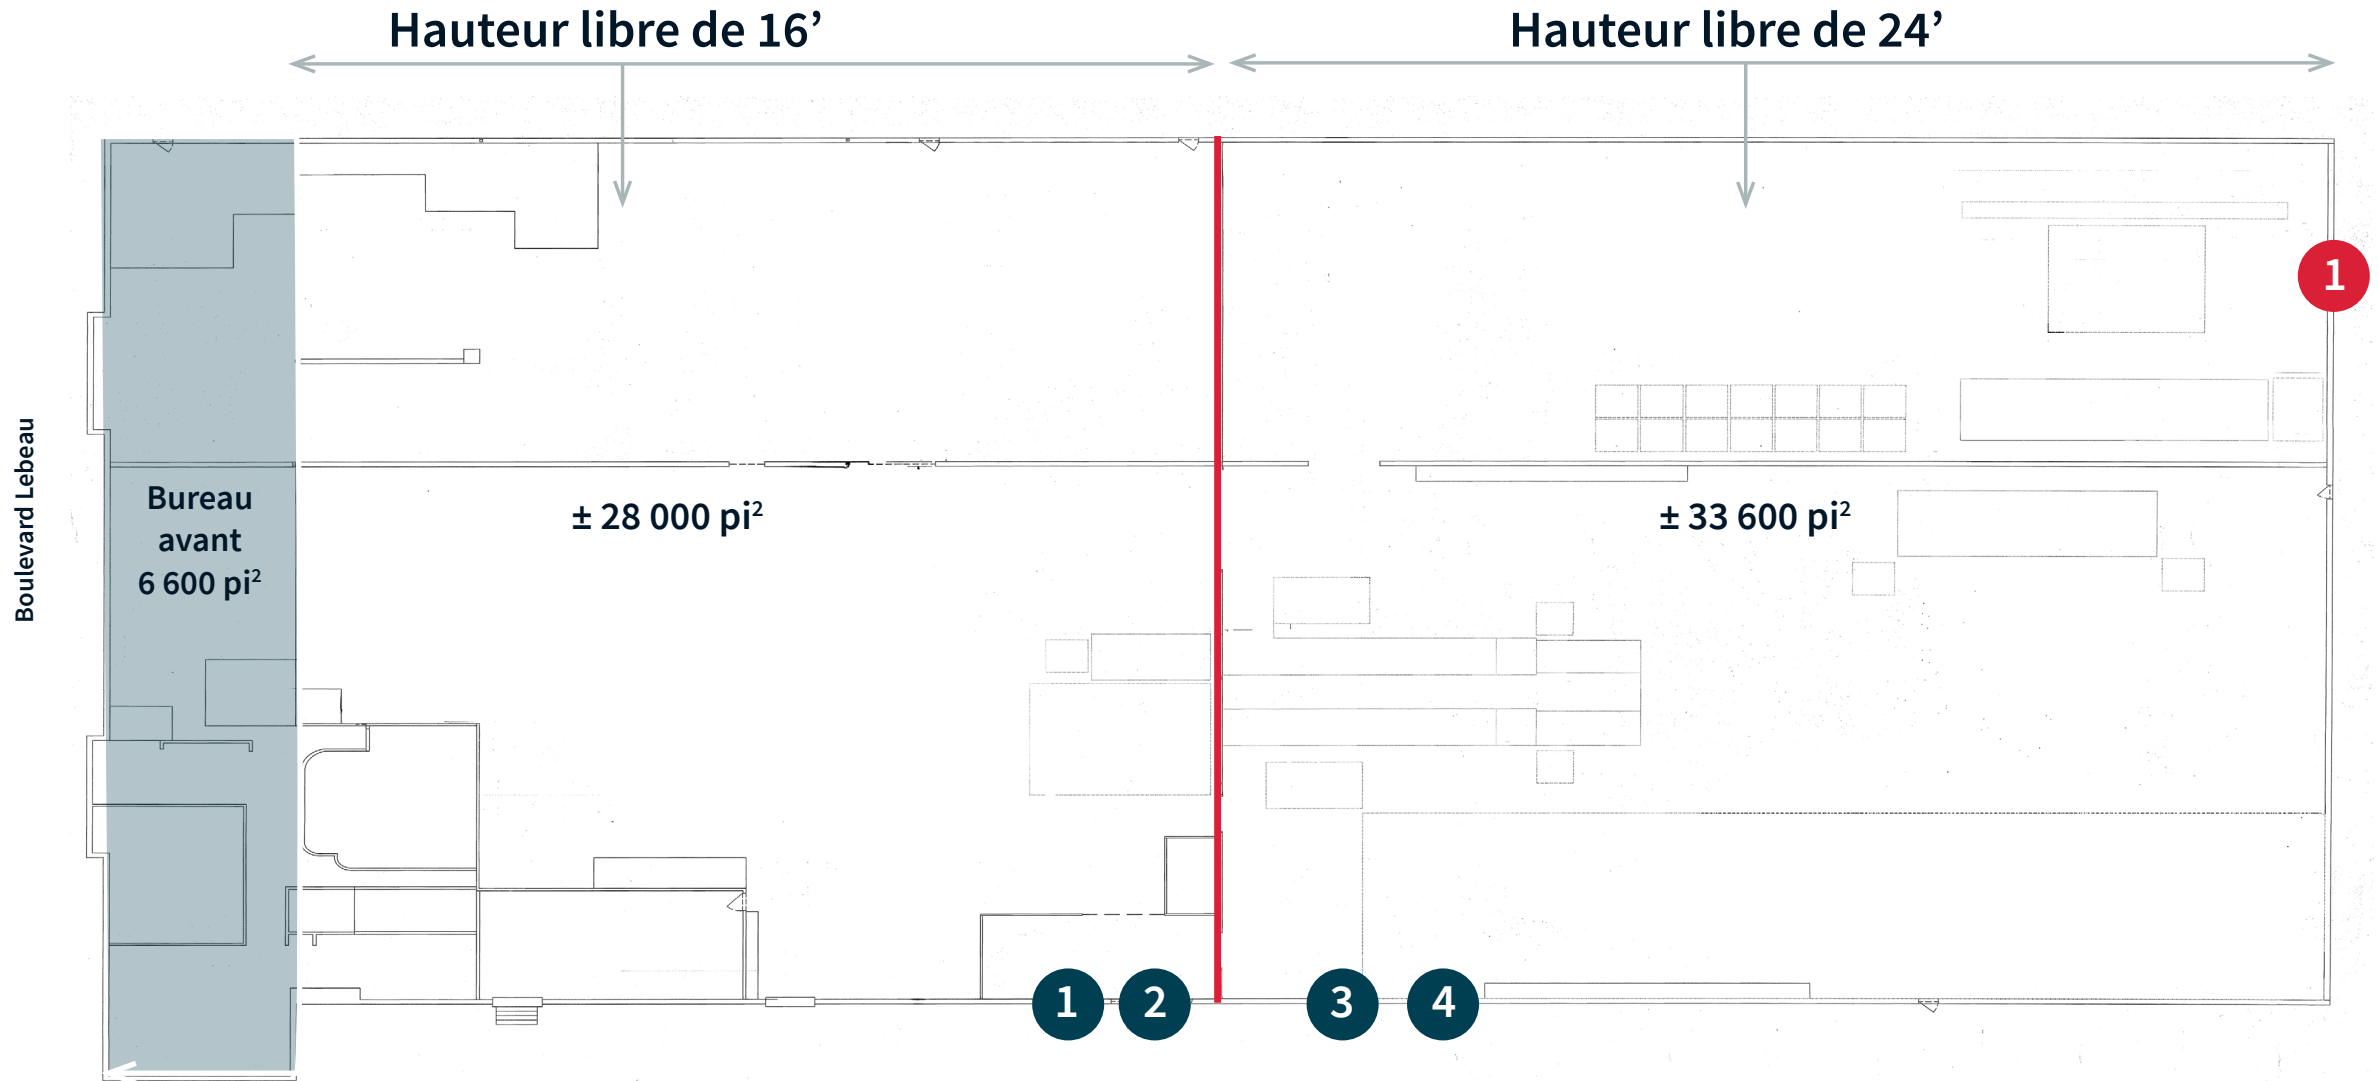 Hauteur libre de 16’
Hauteur libre de 24’
1
Boulevard Lebeau
Bureau
avant
6 600 pi²
± 28 000 pi²
± 33 600 pi²
1
2
3
4